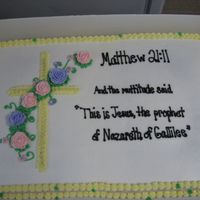 Matthew 21:11
And the multitude said
"This is Jesus, the prophet
of Nazareth of Galilee"